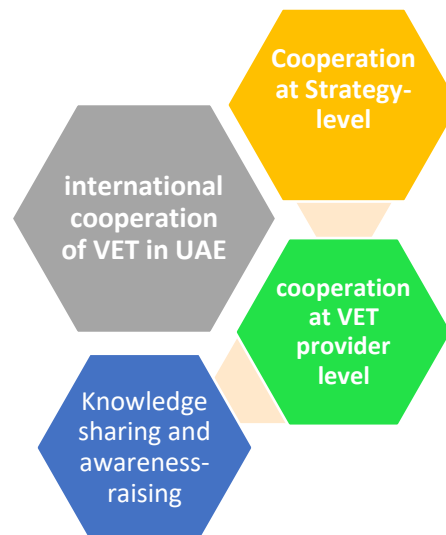 Cooperation
at Strategy-
level
international
cooperation
of VET in UAE
cooperation
at VET
provider
level
Knowledge
sharing and
awareness-
raising